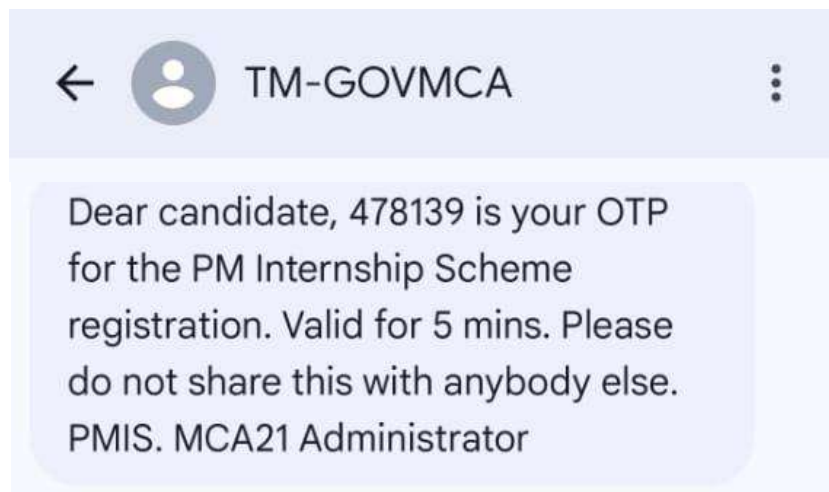 TM-GOVMCA
Dear candidate, 478139 is your OTP
for the PM Internship Scheme
registration. Valid for 5 mins. Please
do not share this with anybody else.
PMIS. MCA21 Administrator